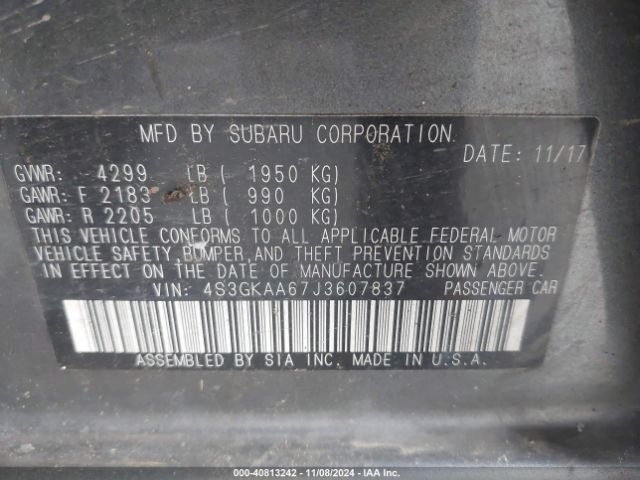 MFD BY SUBARU CORPORATION
DATE: 11/17
GVWR: 4299 LB ( 1950 KG)
GAWR: F 2183 LB ( 990 KG)
GAWR: R 2205 LB ( 1000 KG)
THIS VEHICLE CONFORMS TO ALL APPLICABLE FEDERAL MOTOR
VEHICLE SAFETY, BUMPER, AND THEFT PREVENTION STANDARDS
IN EFFECT ON THE DATE OF MANUFACTURE SHOWN ABOVE.
VIN: 4S3GKAA67J3607837 PASSENGER CAR
ASSEMBLED BY SIA INC. MADE IN U.S.A.
000-40813242 - 11/08/2024 - IAA Inc.